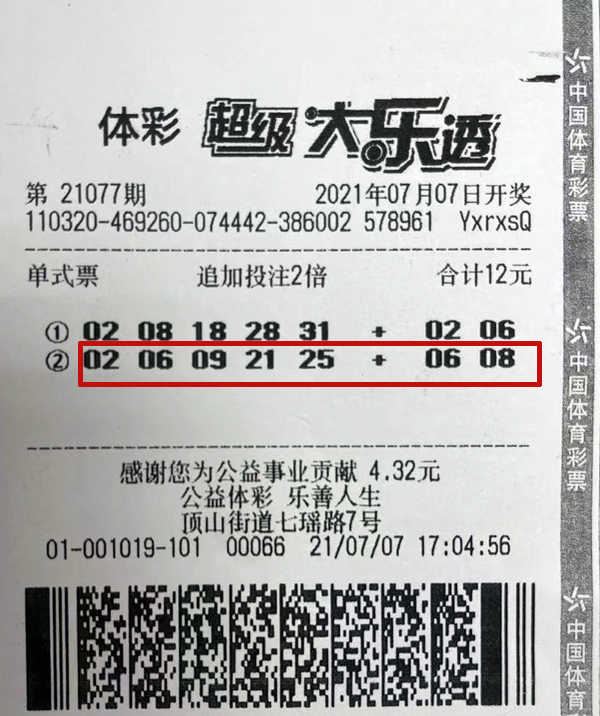 体彩 超级大乐透
第 21077期 2021年07月07日开奖
110320-469260-074442-386002 578961 YxrxsQ
单式票 追加投注2倍 合计12元
① 02 08 18 28 31 + 02 06
② 02 06 09 21 25 + 06 08
感谢您为公益事业贡献 4.32元
公益体彩 乐善人生
顶山街道七瑶路7号
01-001019-101 00066 21/07/07 17:04:56
中国体育彩票
中国体育彩票
中国体育彩票